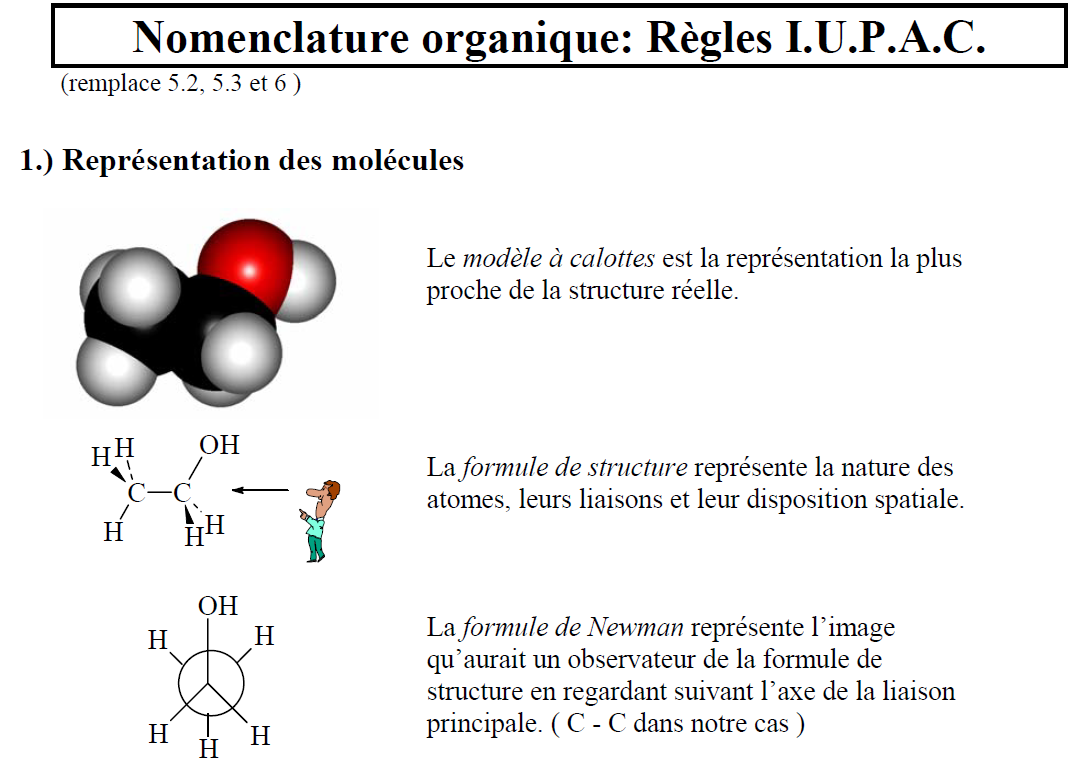 Nomenclature organique: Règles I.U.P.A.C.
(remplace 5.2, 5.3 et 6 )
1.) Représentation des molécules
Le modèle à calottes est la représentation la plus
proche de la structure réelle.
H H OH
C C
H H H
La formule de structure représente la nature des
atomes, leurs liaisons et leur disposition spatiale.
OH
H H
H H H
La formule de Newman représente l’image
qu’aurait un observateur de la formule de
structure en regardant suivant l’axe de la liaison
principale. ( C - C dans notre cas )